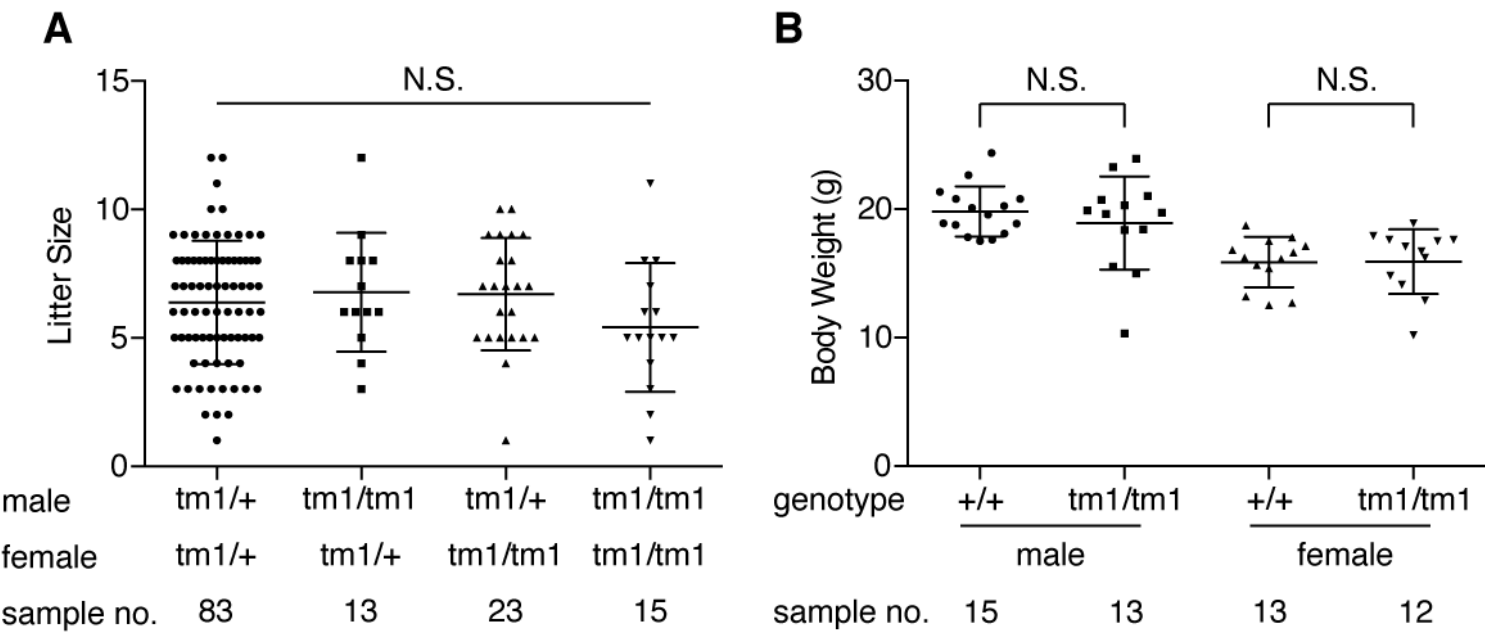 A
B
N.S.
N.S.
N.S.
15
10
5
0
Litter Size
30
20
10
0
Body Weight (g)
male tm1/+ tm1/tm1 tm1/+ tm1/tm1
female tm1/+ tm1/+ tm1/tm1 tm1/tm1
sample no. 83 13 23 15
genotype +/+ tm1/tm1 +/+ tm1/tm1
male female
sample no. 15 13 13 12